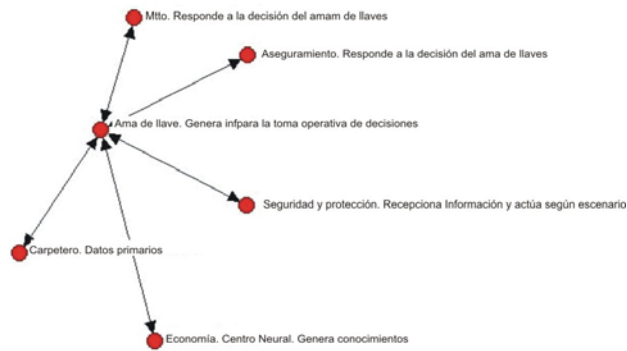 Mtto. Responde a la decisión del amam de llaves
Aseguramiento. Responde a la decisión del ama de llaves
Ama de llave. Genera infpara la toma operativa de decisiones
Seguridad y protección. Recepciona Información y actúa según escenario
Carpetero. Datos primarios
Economía. Centro Neural. Genera conocimientos